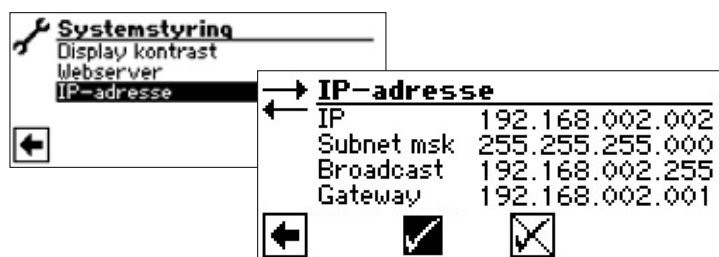 Systemstyring
Display kontrast
Webserver
IP-adresse
IP-adresse
IP 192.168.002.002
Subnet msk 255.255.255.000
Broadcast 192.168.002.255
Gateway 192.168.002.001